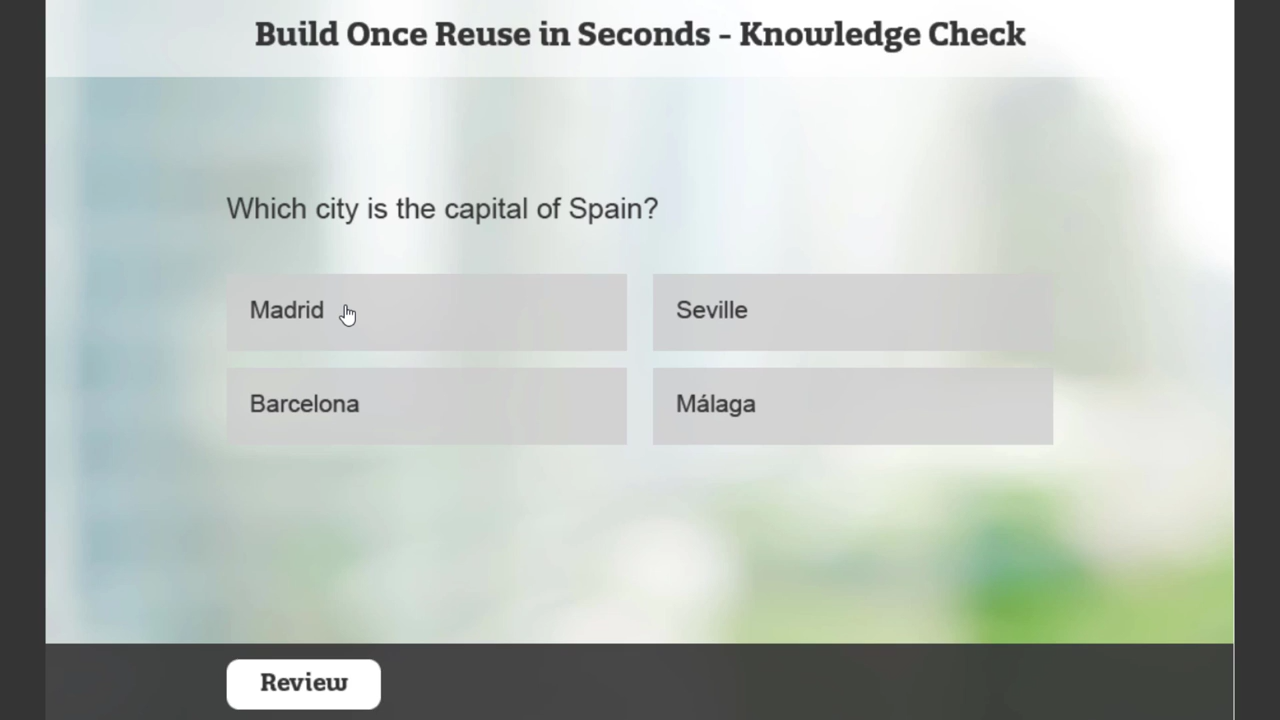 Build Once Reuse in Seconds - Knowledge Check
Which city is the capital of Spain?
Madrid
Seville
Barcelona
Málaga
Review